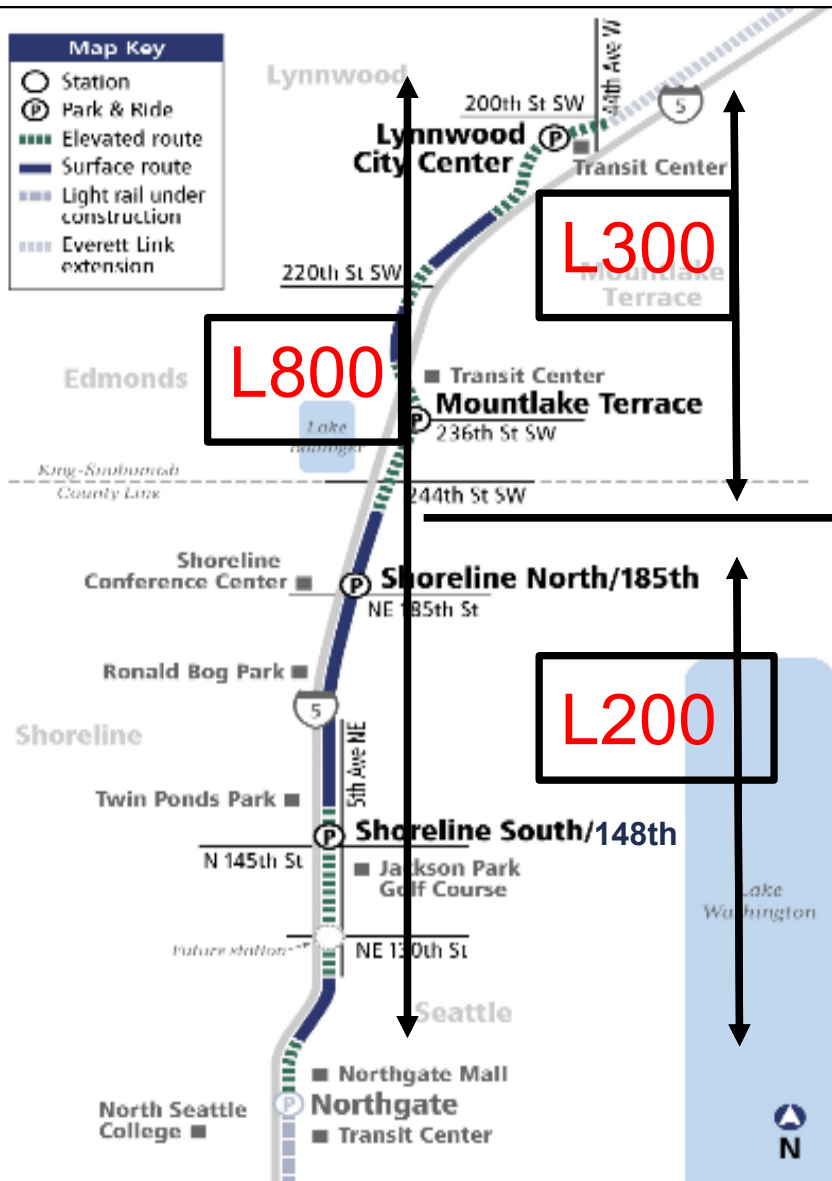 Map Key
Station
P Park & Ride
Elevated route
Surface route
Light rail under
construction
Everett Link
extension
Lynnwood
44th Ave W
200th St SW
5
Lynnwood
City Center
P
Transit Center
L300
Mountlake
Terrace
220th St SW
L800
Edmonds
Transit Center
Mountlake Terrace
P
236th St SW
Lake
Ballinger
King-Snohomish
County Line
244th St SW
Shoreline
Conference Center
P
Shoreline North/185th
NE 185th St
Ronald Bog Park
5
L200
Shoreline
5th Ave NE
Twin Ponds Park
P
Shoreline South/148th
N 145th St
Jackson Park
Golf Course
Lake
Washington
Future station
NE 130th St
Seattle
Northgate Mall
P
Northgate
North Seattle
College
Transit Center
N